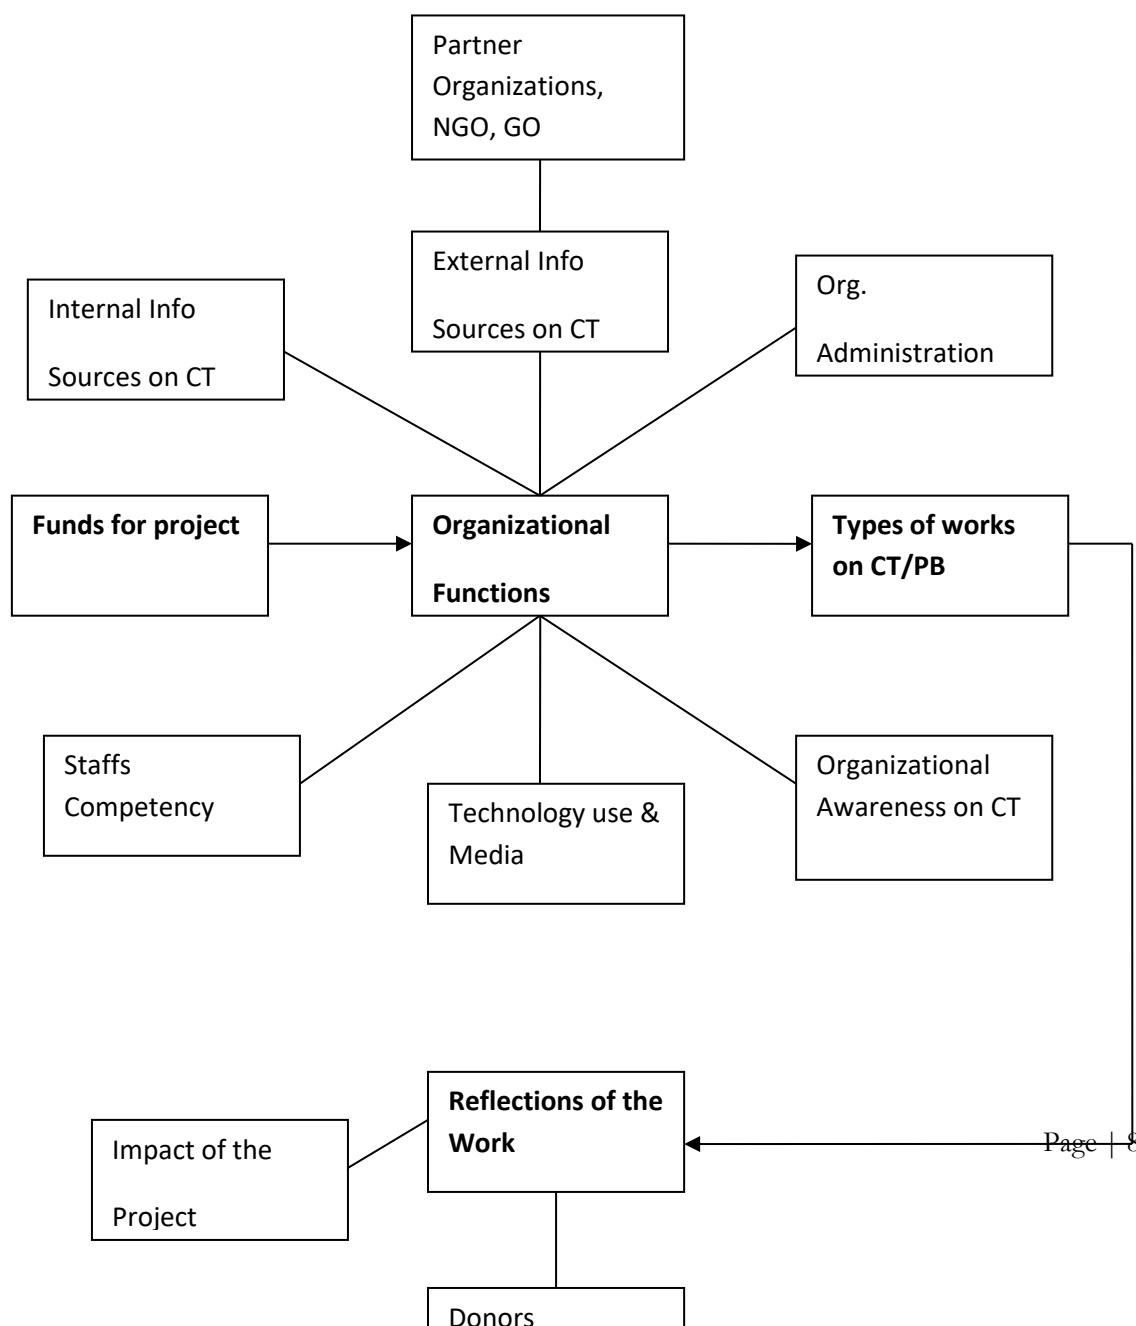 Partner
Organizations,
NGO, GO
External Info
Sources on CT
Org.
Administration
Internal Info
Sources on CT
Funds for project
Organizational
Functions
Types of works
on CT/PB
Staffs
Competency
Technology use &
Media
Organizational
Awareness on CT
Reflections of the
Work
Impact of the
Project
Page | 8
Donors